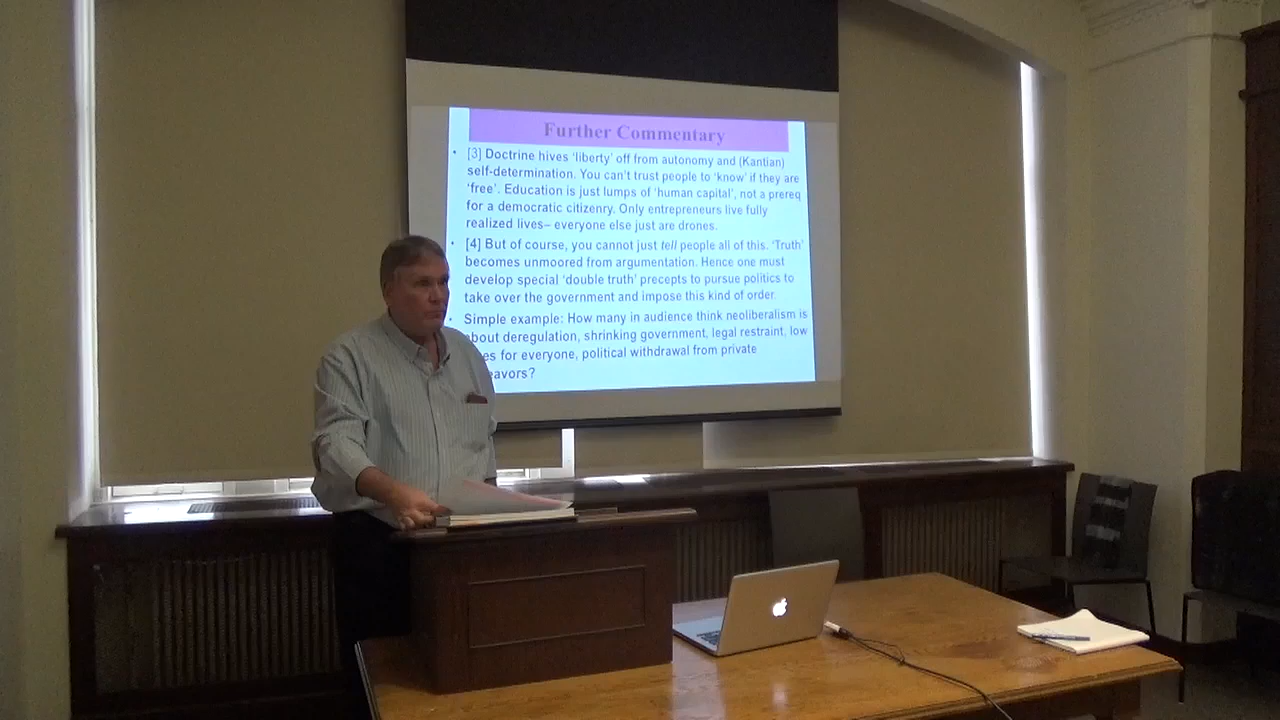 Further Commentary
• [3] Doctrine hives ‘liberty’ off from autonomy and (Kantian)
self-determination. You can’t trust people to ‘know’ if they are
‘free’. Education is just lumps of ‘human capital’, not a prereq
for a democratic citizenry. Only entrepreneurs live fully
realized lives– everyone else just are drones.
• [4] But of course, you cannot just tell people all of this. ‘Truth’
becomes unmoored from argumentation. Hence one must
develop special ‘double truth’ precepts to pursue politics to
take over the government and impose this kind of order.
• Simple example: How many in audience think neoliberalism is
about deregulation, shrinking government, legal restraint, low
es for everyone, political withdrawal from private
eavors?